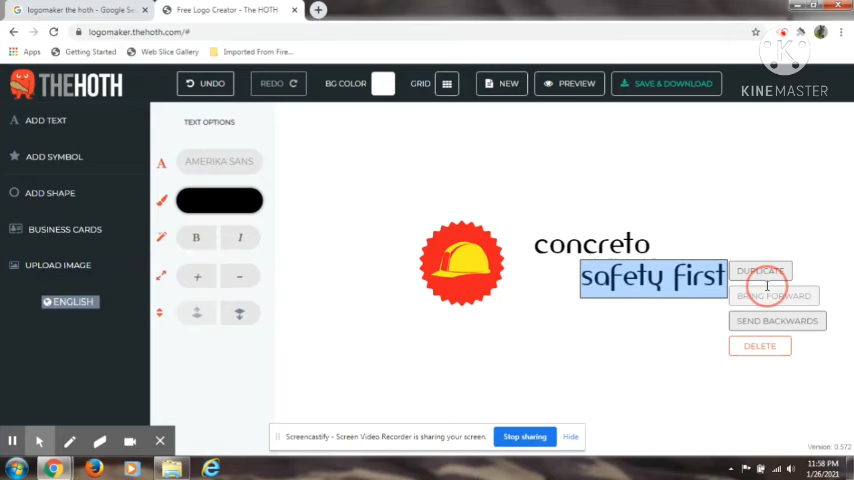 logomaker the hoth - Google Se
Free Logo Creator - The HOTH
logomaker.thehoth.com/#
Apps
Getting Started
Web Slice Gallery
Imported From Fire...
K
KINEMASTER
THEHOTH
UNDO
REDO
BG COLOR
GRID
NEW
PREVIEW
SAVE & DOWNLOAD
ADD TEXT
ADD SYMBOL
ADD SHAPE
BUSINESS CARDS
UPLOAD IMAGE
ENGLISH
TEXT OPTIONS
A
AMERIKA SANS
B
I
+
-
concreto
safety first
DUPLICATE
BRING FORWARD
SEND BACKWARDS
DELETE
Screencastify - Screen Video Recorder is sharing your screen.
Stop sharing
Hide
Version: 0.572
11:58 PM
1/26/2021